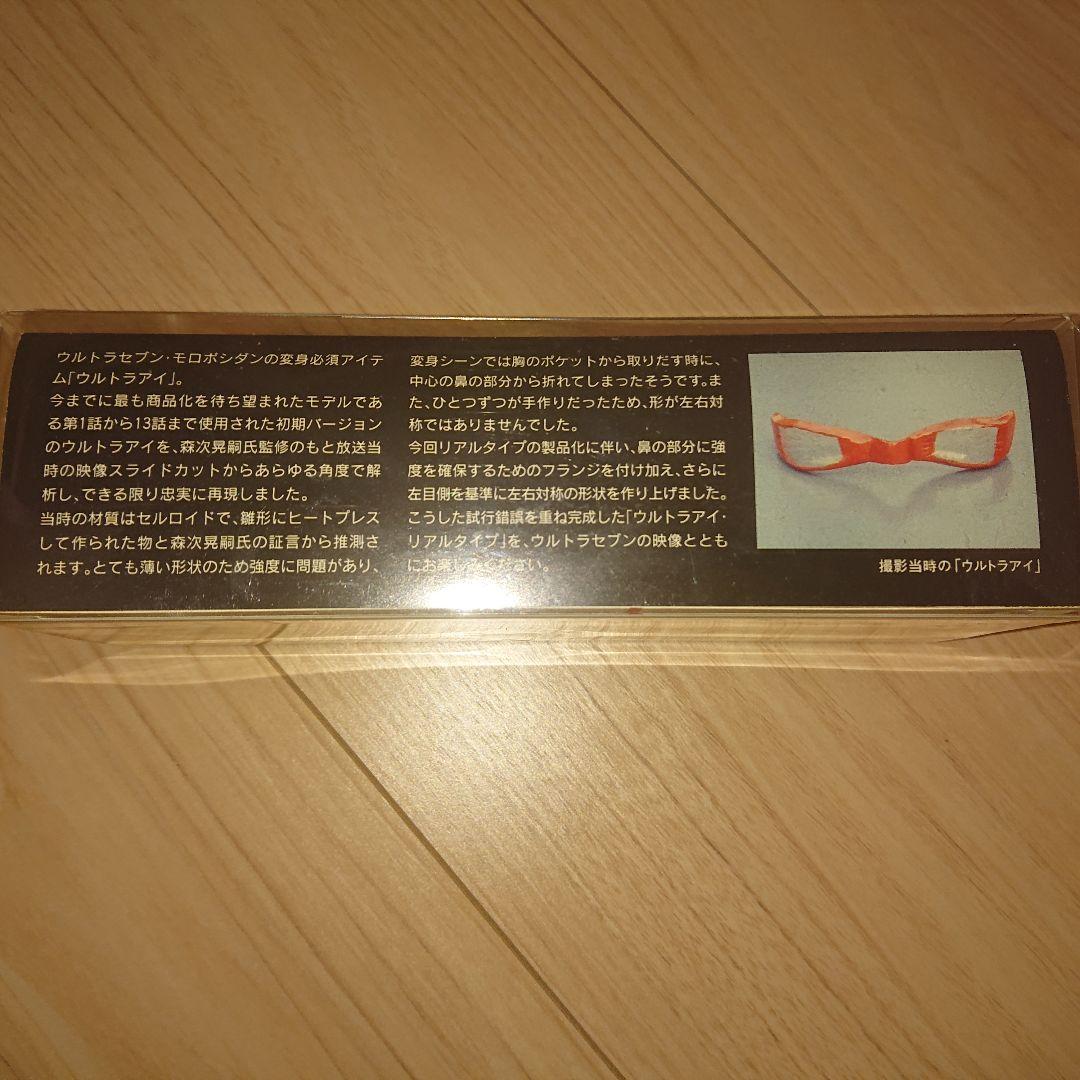 ウルトラセブン・モロボシダンの変身必須アイテ
ム「ウルトラアイ」。
今までに最も商品化を待ち望まれたモデルであ
る第1話から13話まで使用された初期バージョン
のウルトラアイを、森次晃嗣氏監修のもと放送当
時の映像スライドカットからあらゆる角度で解
析し、できる限り忠実に再現しました。
当時の材質はセルロイドで、雛形にヒートプレス
して作られた物と森次晃嗣氏の証言から推測さ
れます。とても薄い形状のため強度に問題があり、
変身シーンでは胸のポケットから取りだす時に、
中心の鼻の部分から折れてしまったそうです。ま
た、ひとつずつが手作りだったため、形が左右対
称ではありませんでした。
今回リアルタイプの製品化に伴い、鼻の部分に強
度を確保するためのフランジを付け加え、さらに
左目側を基準に左右対称の形状を作り上げました。
こうした試行錯誤を重ね完成した「ウルトラアイ・
リアルタイプ」を、ウルトラセブンの映像ととも
にお楽しみください。
撮影当時の「ウルトラアイ」